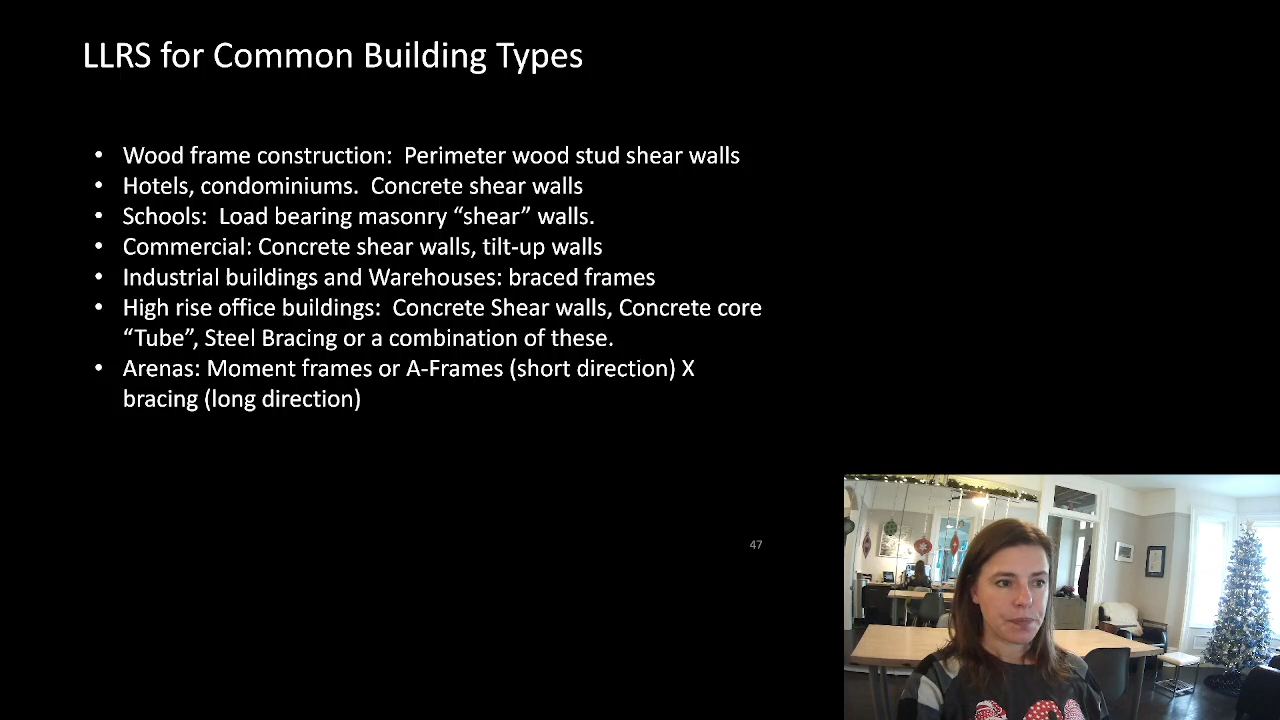 LLRS for Common Building Types
• Wood frame construction:  Perimeter wood stud shear walls
• Hotels, condominiums.  Concrete shear walls
• Schools:  Load bearing masonry “shear” walls.
• Commercial: Concrete shear walls, tilt-up walls
• Industrial buildings and Warehouses: braced frames
• High rise office buildings:  Concrete Shear walls, Concrete core
“Tube”, Steel Bracing or a combination of these.
• Arenas: Moment frames or A-Frames (short direction) X
bracing (long direction)
47